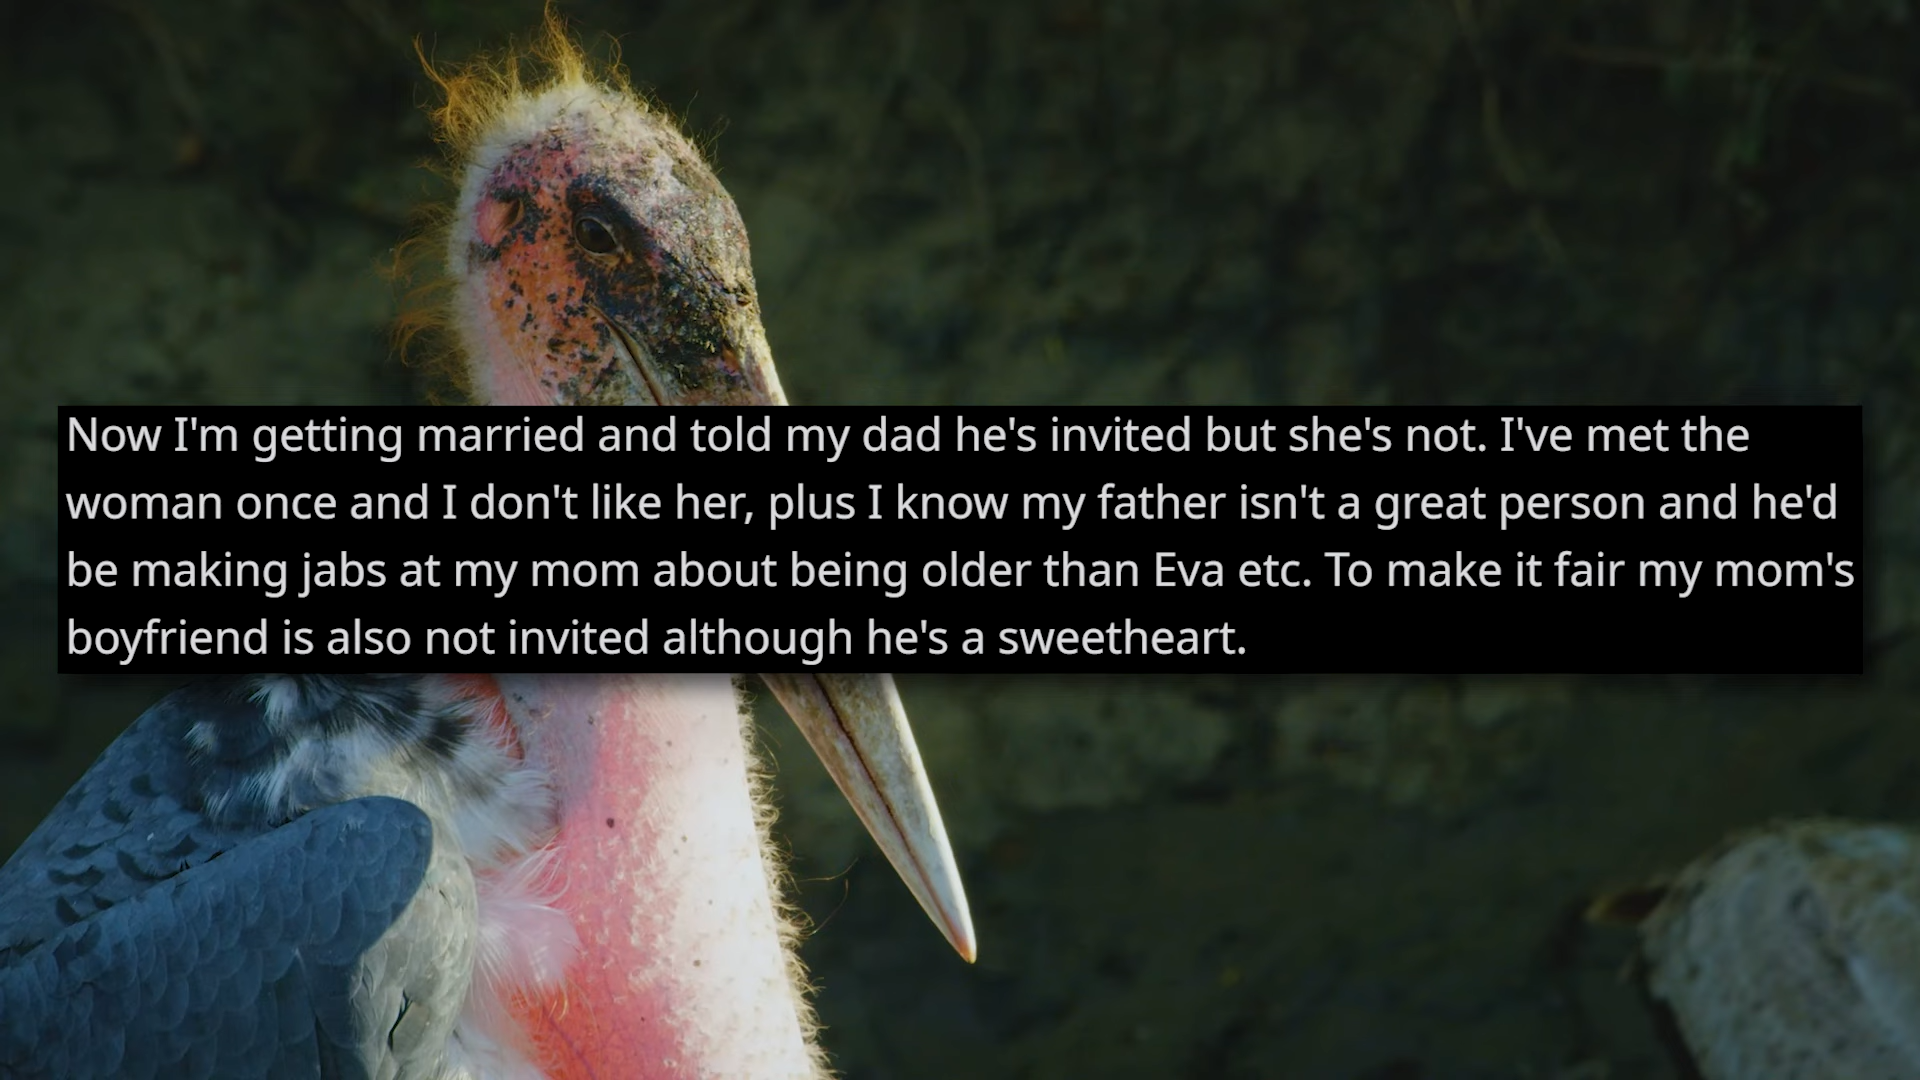 Now I'm getting married and told my dad he's invited but she's not. I've met the
woman once and I don't like her, plus I know my father isn't a great person and he'd
be making jabs at my mom about being older than Eva etc. To make it fair my mom's
boyfriend is also not invited although he's a sweetheart.